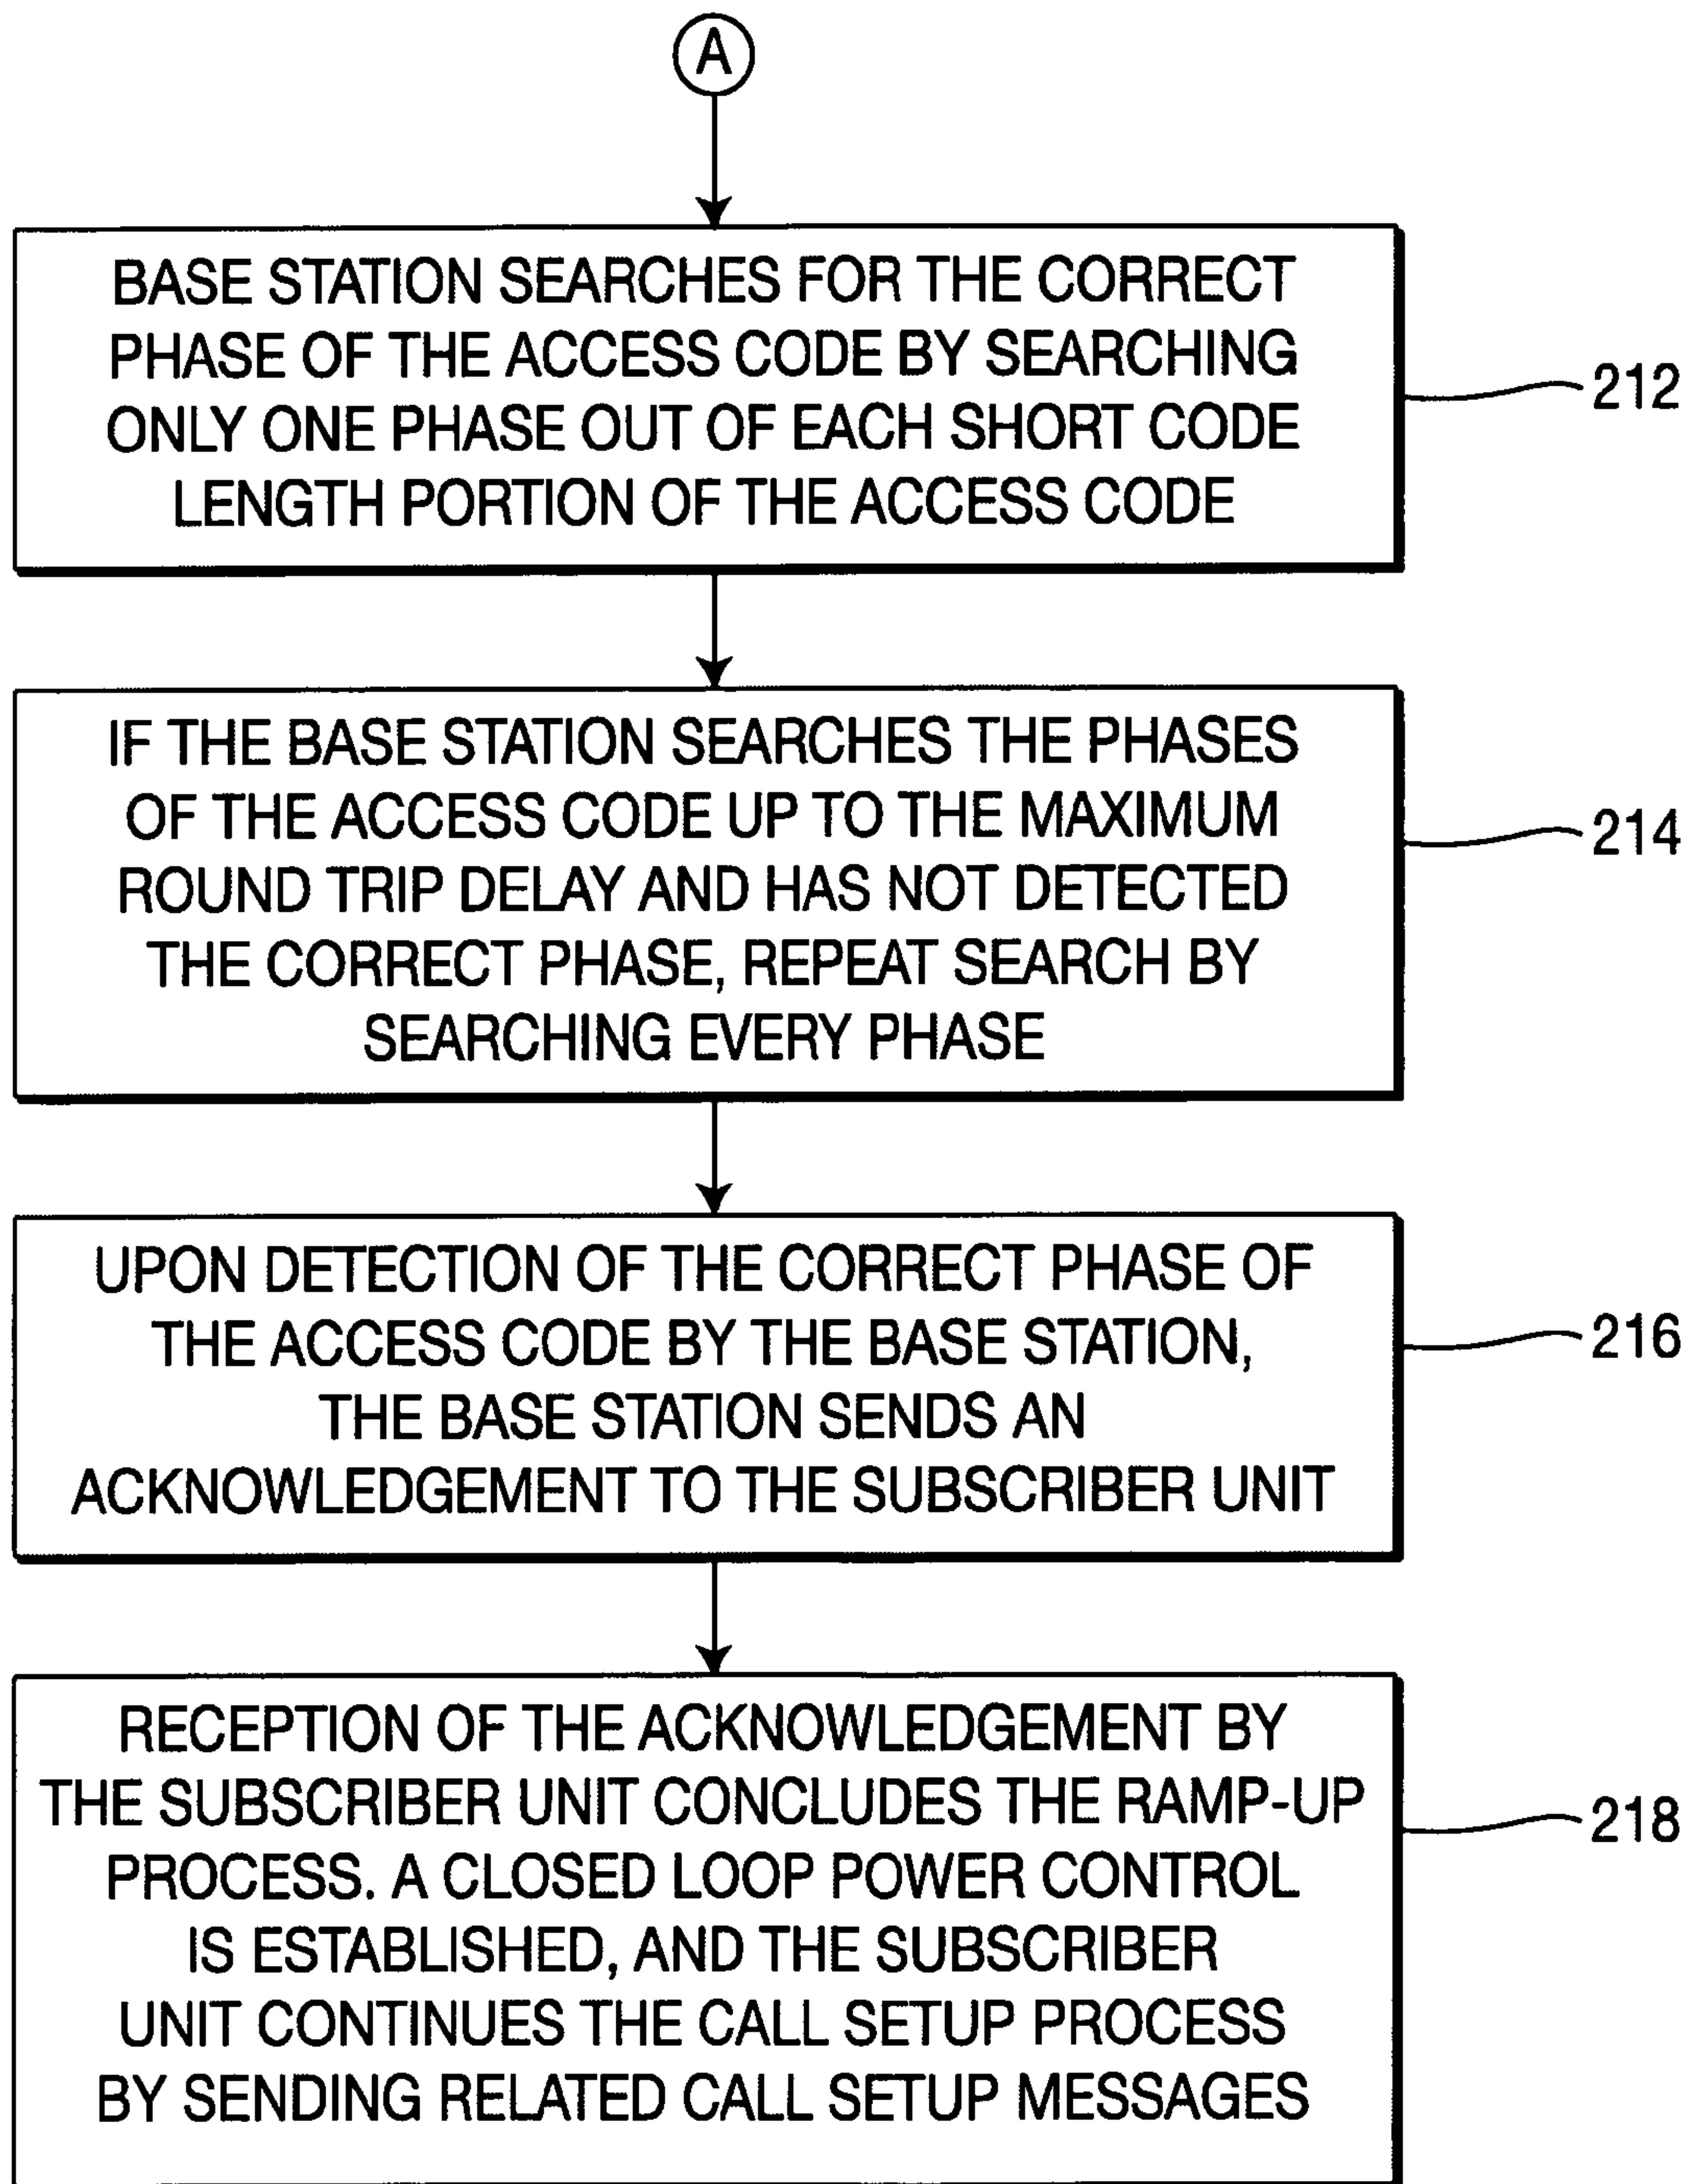 A
BASE STATION SEARCHES FOR THE CORRECT
PHASE OF THE ACCESS CODE BY SEARCHING
ONLY ONE PHASE OUT OF EACH SHORT CODE
LENGTH PORTION OF THE ACCESS CODE
212
IF THE BASE STATION SEARCHES THE PHASES
OF THE ACCESS CODE UP TO THE MAXIMUM
ROUND TRIP DELAY AND HAS NOT DETECTED
THE CORRECT PHASE, REPEAT SEARCH BY
SEARCHING EVERY PHASE
214
UPON DETECTION OF THE CORRECT PHASE OF
THE ACCESS CODE BY THE BASE STATION,
THE BASE STATION SENDS AN
ACKNOWLEDGEMENT TO THE SUBSCRIBER UNIT
216
RECEPTION OF THE ACKNOWLEDGEMENT BY
THE SUBSCRIBER UNIT CONCLUDES THE RAMP-UP
PROCESS. A CLOSED LOOP POWER CONTROL
IS ESTABLISHED, AND THE SUBSCRIBER
UNIT CONTINUES THE CALL SETUP PROCESS
BY SENDING RELATED CALL SETUP MESSAGES
218